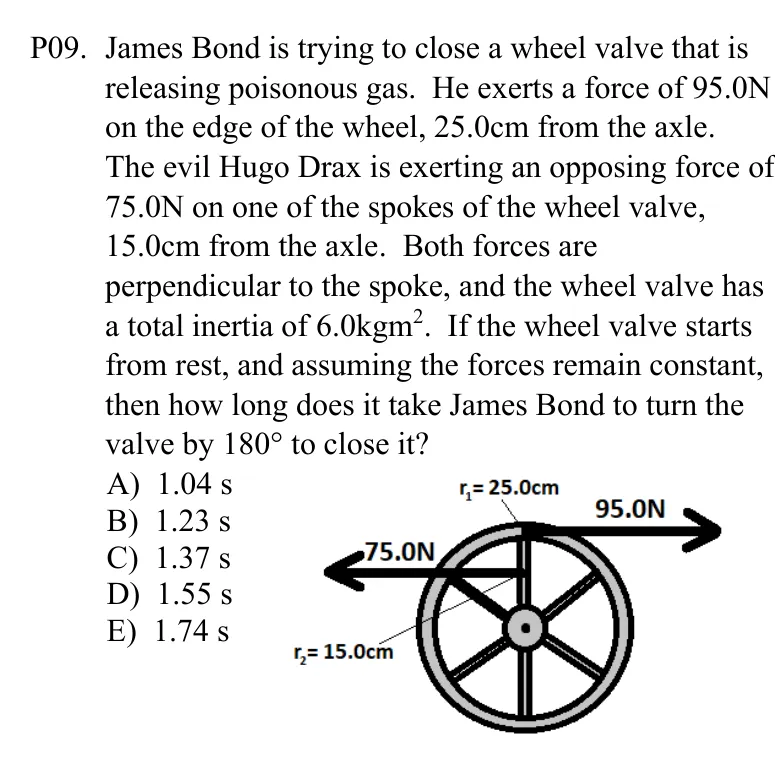 P09. James Bond is trying to close a wheel valve that is
releasing poisonous gas. He exerts a force of 95.0N
on the edge of the wheel, 25.0cm from the axle.
The evil Hugo Drax is exerting an opposing force of
75.0N on one of the spokes of the wheel valve,
15.0cm from the axle. Both forces are
perpendicular to the spoke, and the wheel valve has
a total inertia of 6.0kgm². If the wheel valve starts
from rest, and assuming the forces remain constant,
then how long does it take James Bond to turn the
valve by 180° to close it?
A) 1.04 s
B) 1.23 s
C) 1.37 s
D) 1.55 s
E) 1.74 s
r₁= 25.0cm
95.0N
75.0N
r₂= 15.0cm